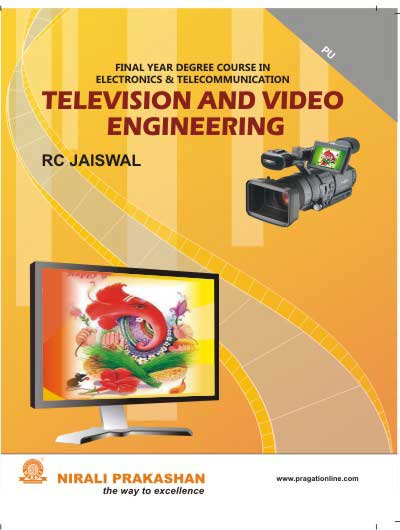 PU
FINAL YEAR DEGREE COURSE IN
ELECTRONICS & TELECOMMUNICATION
TELEVISION AND VIDEO
ENGINEERING
RC JAISWAL
NIRALI PRAKASHAN
the way to excellence
www.pragationline.com